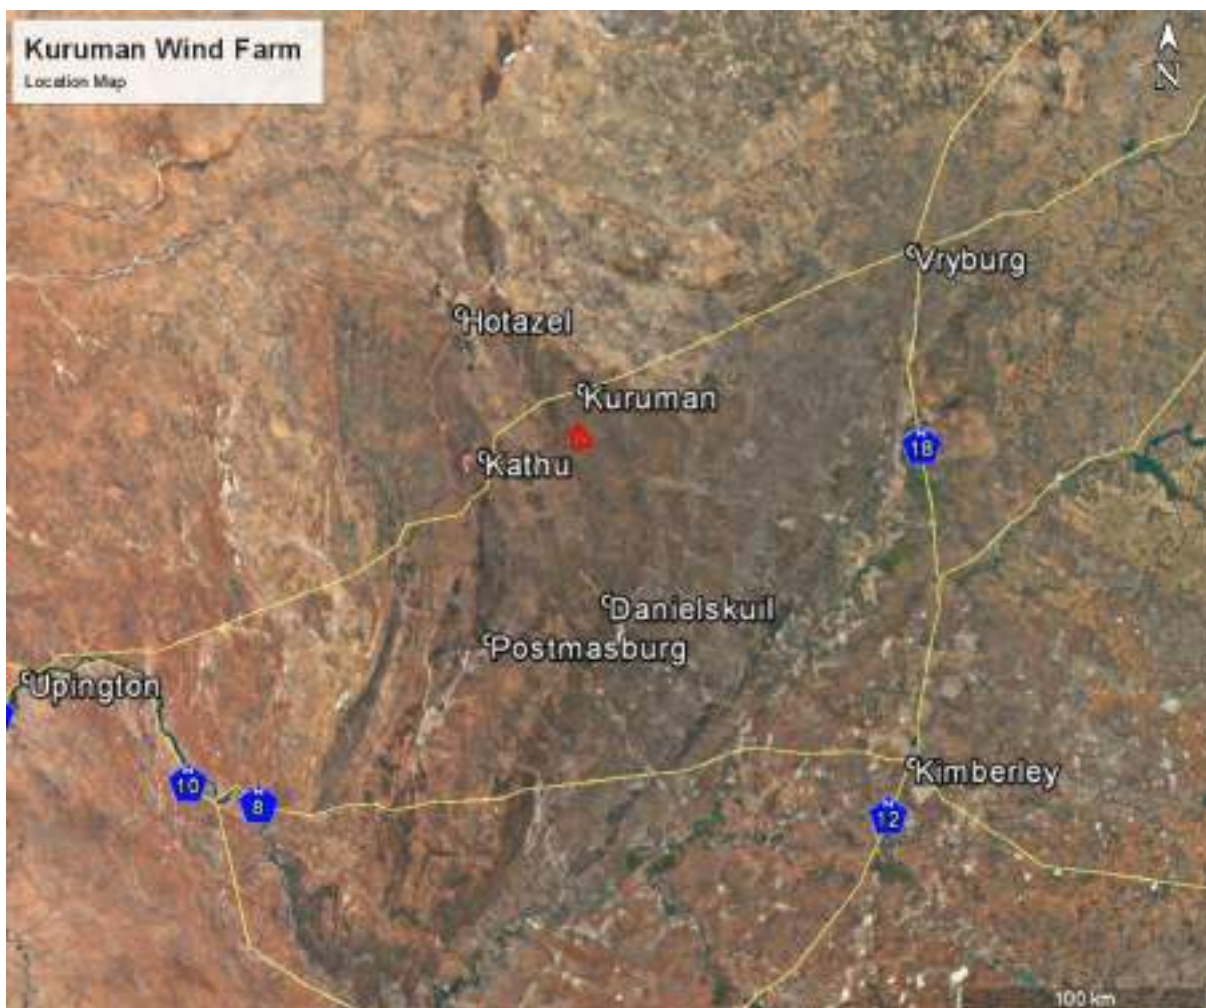 Kuruman Wind Farm
Location Map
N
Vryburg
Hotazel
Kuruman
N
18
Kathu
Danielskuil
Postmasburg
Upington
Kimberley
N
10
N
8
N
12
100 km